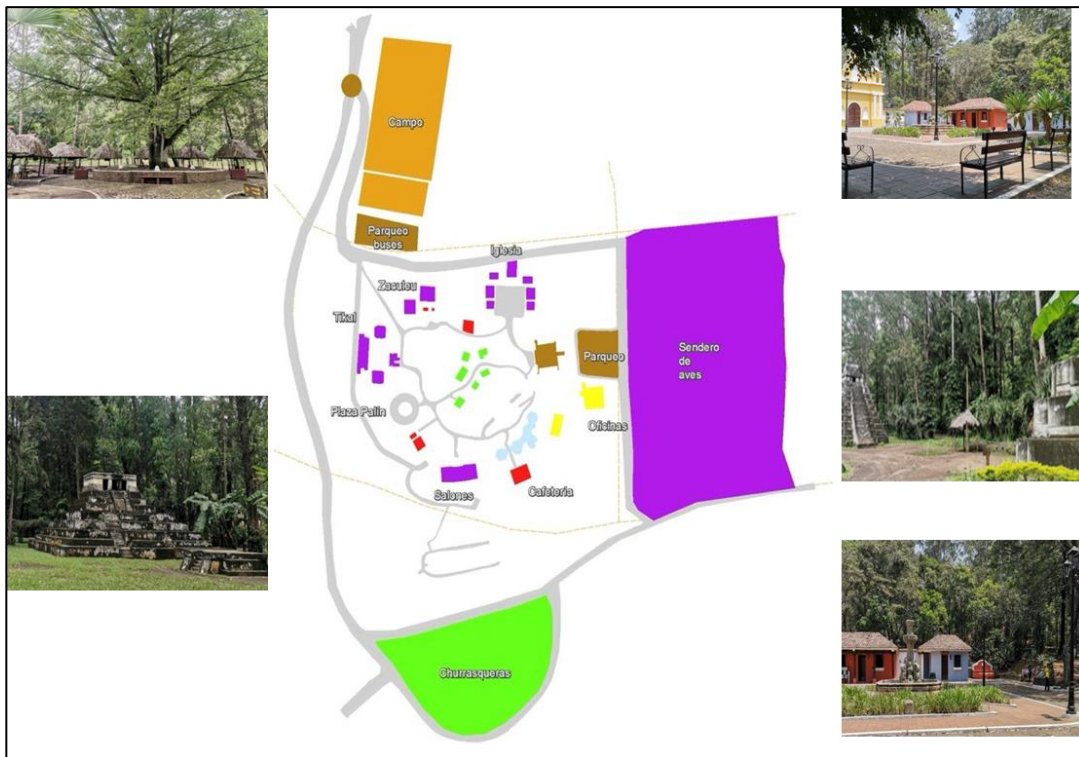 Campo
Parqueo
buses
Iglesia
Zaculeu
Tikal
Parqueo
Sendero
de
aves
Plaza Palín
Oficinas
Salones
Cafetería
Churrasqueras